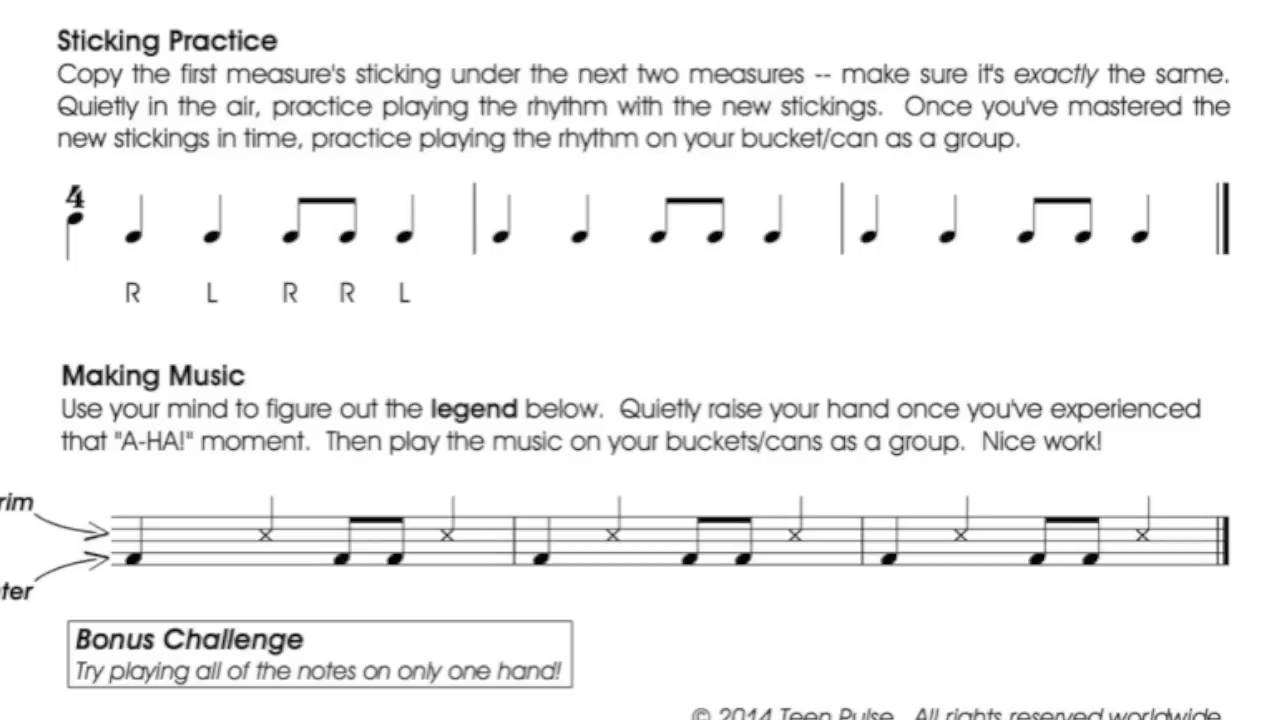 Sticking Practice
Copy the first measure's sticking under the next two measures -- make sure it's exactly the same.
Quietly in the air, practice playing the rhythm with the new stickings. Once you've mastered the
new stickings in time, practice playing the rhythm on your bucket/can as a group.
4
R L R R L
Making Music
Use your mind to figure out the legend below. Quietly raise your hand once you've experienced
that "A-HA!" moment. Then play the music on your buckets/cans as a group. Nice work!
rim
ter
Bonus Challenge
Try playing all of the notes on only one hand!
© 2014 Teen Pulse. All rights reserved worldwide.